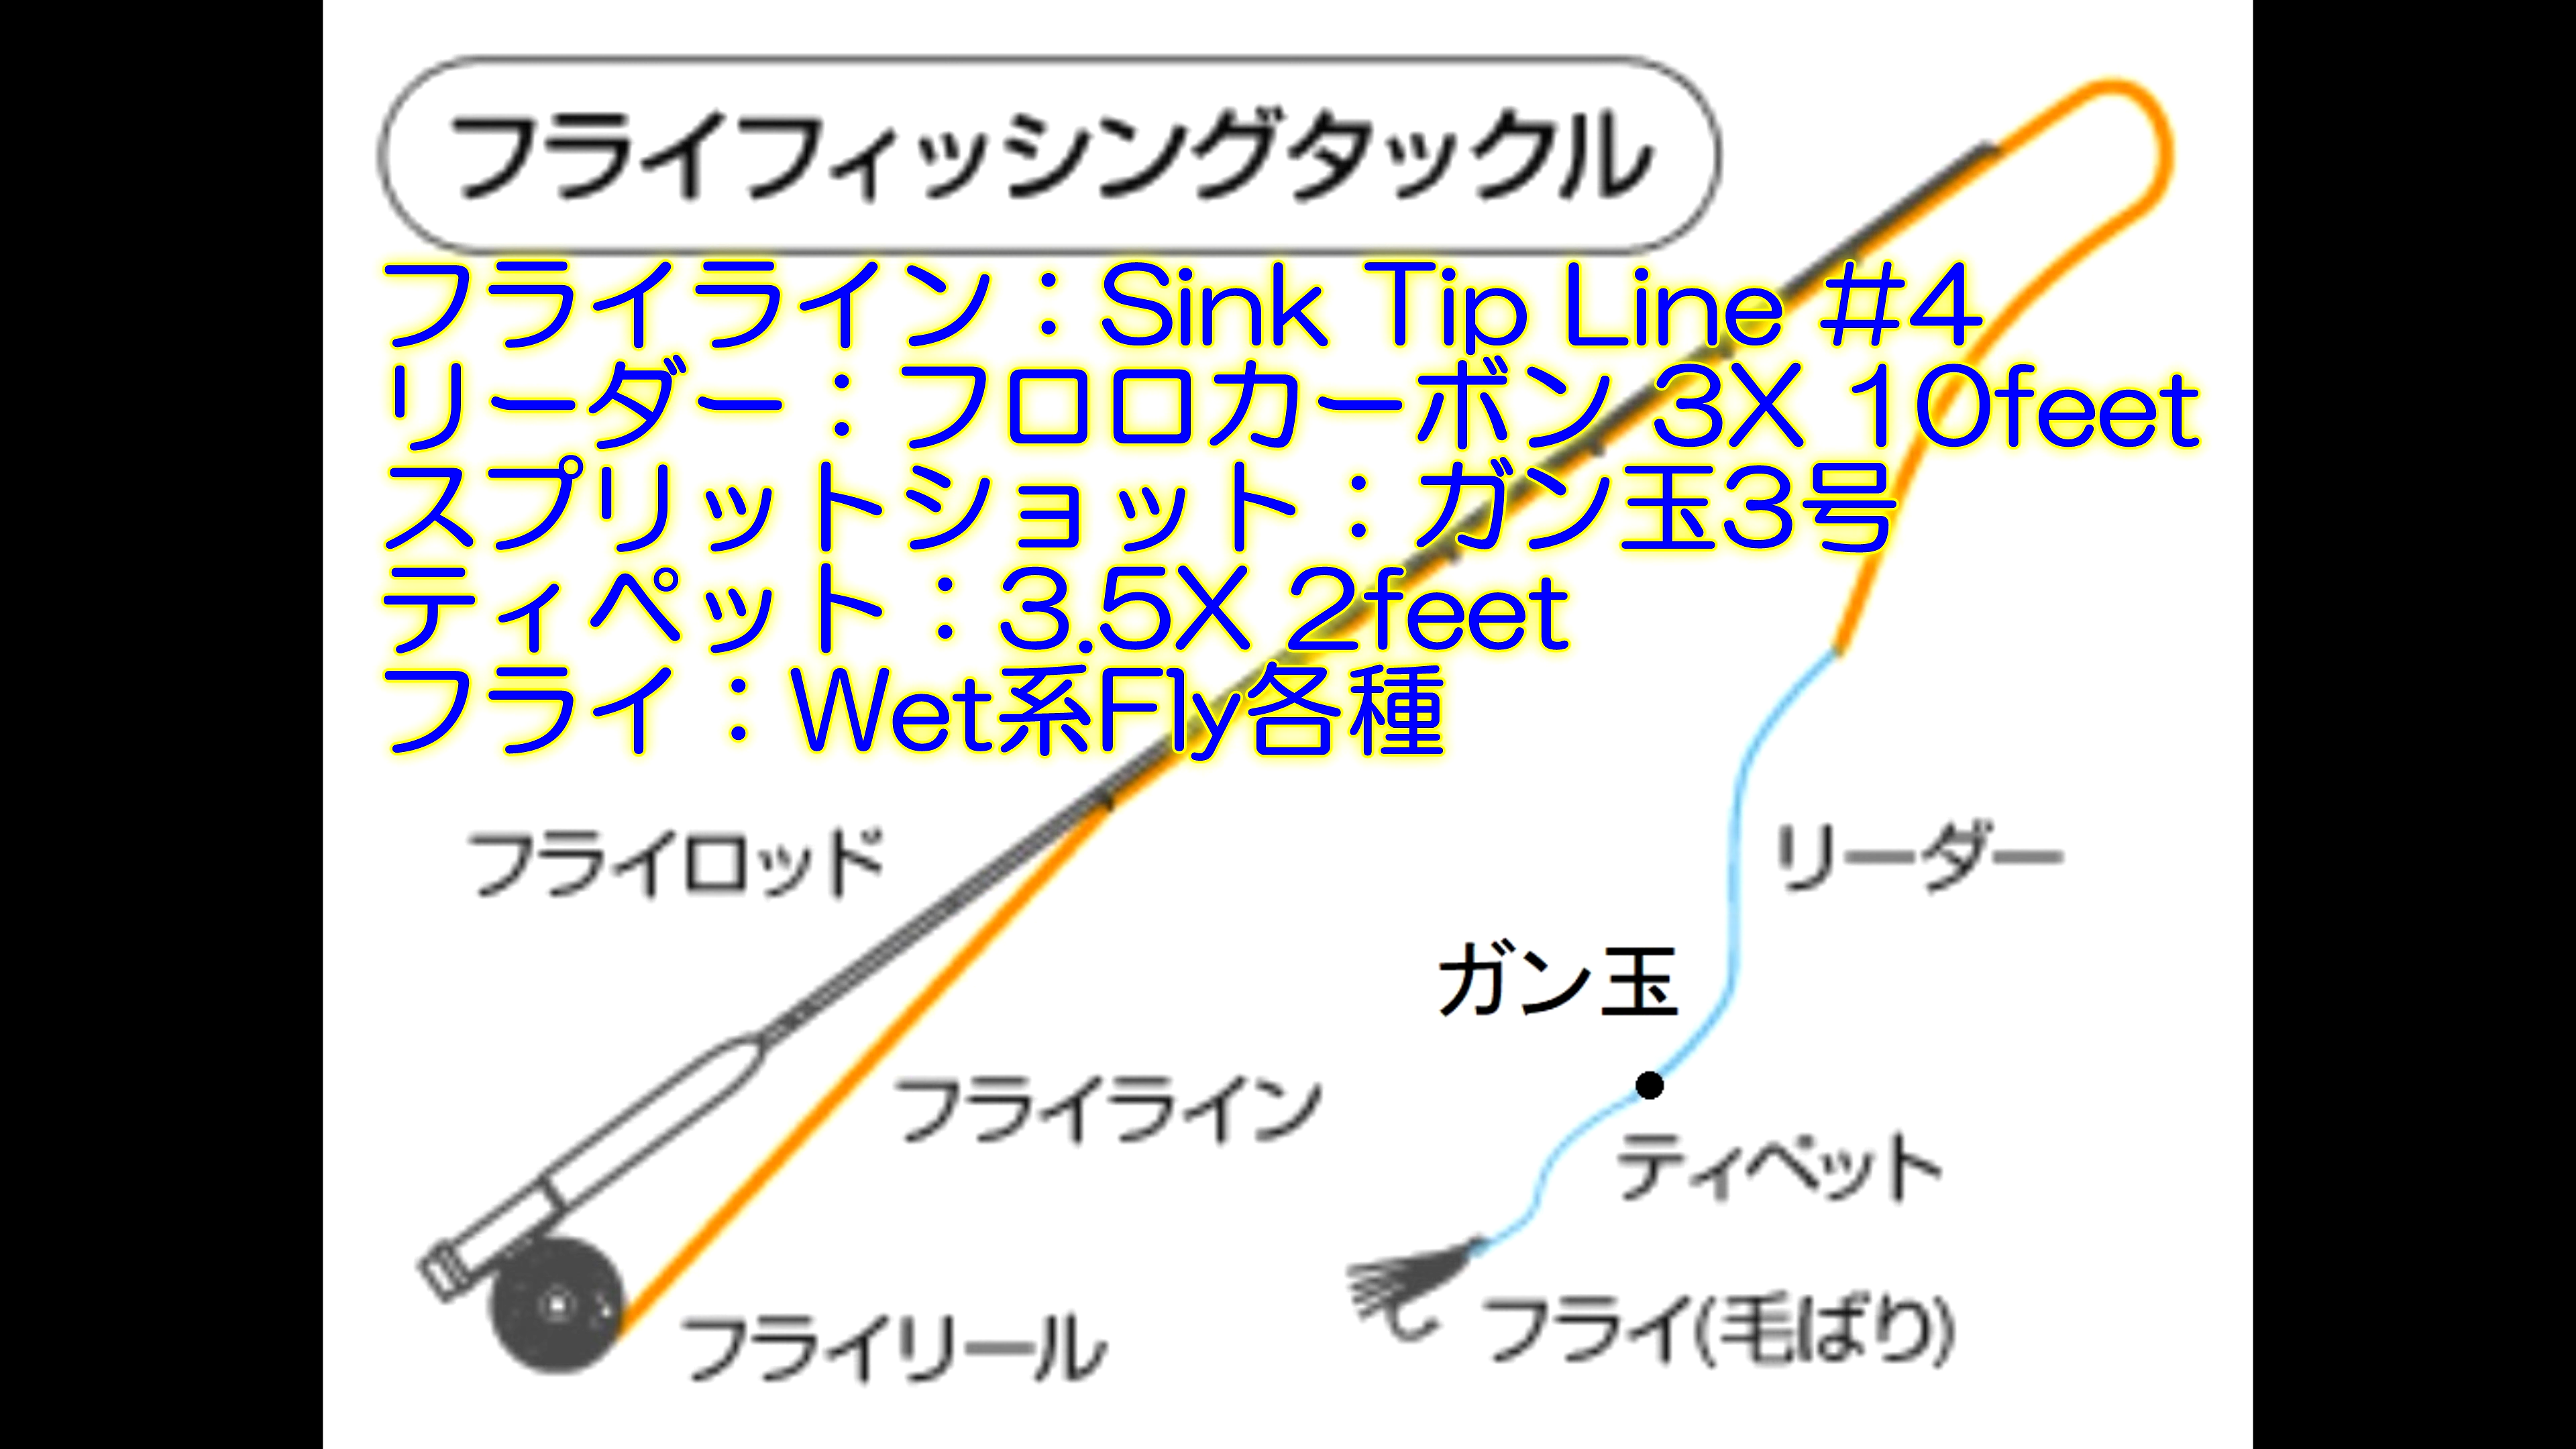 フライフィッシングタックル
フライライン：Sink Tip Line #4
リーダー：フロロカーボン 3X 10feet
スプリットショット：ガン玉3号
ティペット：3.5X 2feet
フライ：Wet系Fly各種
フライロッド
リーダー
ガン玉
フライライン
ティペット
フライ(毛ばり)
フライリール